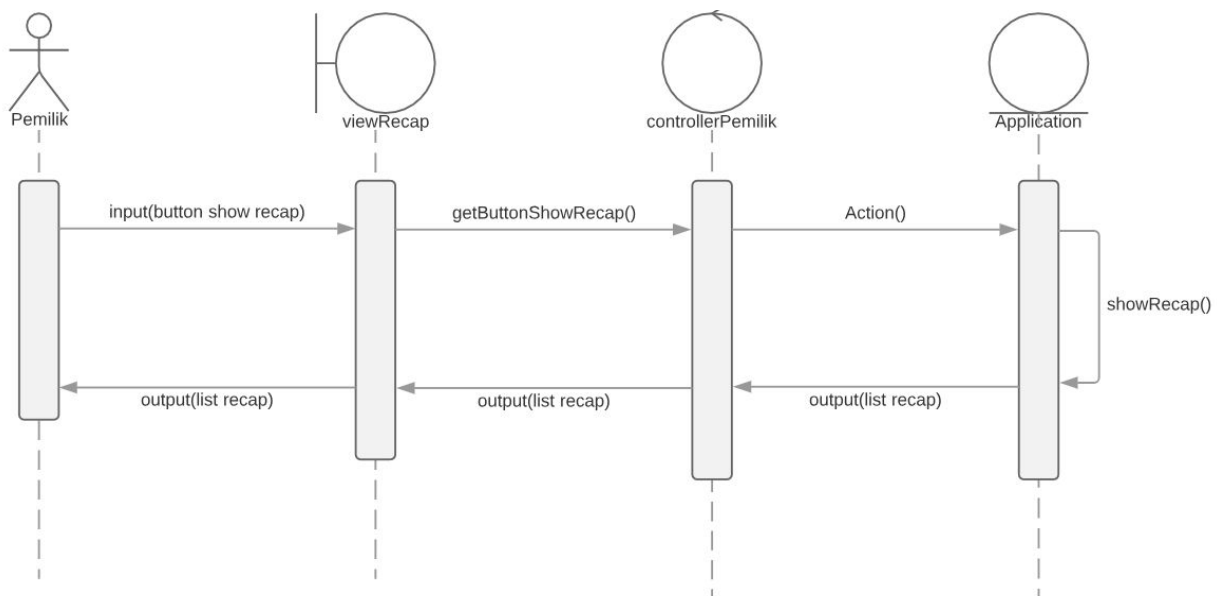 Pemilik
viewRecap
controllerPemilik
Application
input(button show recap)
getButtonShowRecap()
Action()
showRecap()
output(list recap)
output(list recap)
output(list recap)